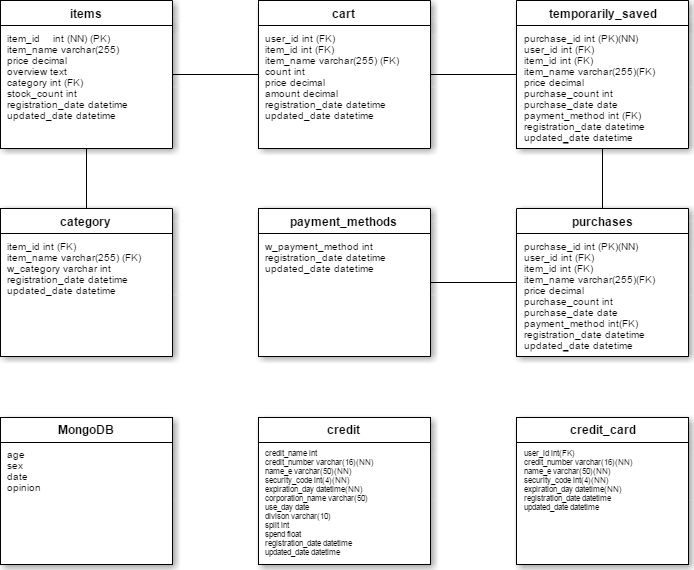 items
item_id int (NN) (PK)
item_name varchar(255)
price decimal
overview text
category int (FK)
stock_count int
registration_date datetime
updated_date datetime
cart
user_id int (FK)
item_id int (FK)
item_name varchar(255) (FK)
count int
price decimal
amount decimal
registration_date datetime
updated_date datetime
temporarily_saved
purchase_id int (PK)(NN)
user_id int (FK)
item_id int (FK)
item_name varchar(255)(FK)
price decimal
purchase_count int
purchase_date date
payment_method int (FK)
registration_date datetime
updated_date datetime
category
item_id int (FK)
item_name varchar(255) (FK)
w_category varchar int
registration_date datetime
updated_date datetime
payment_methods
w_payment_method int
registration_date datetime
updated_date datetime
purchases
purchase_id int (PK)(NN)
user_id int (FK)
item_id int (FK)
item_name varchar(255)(FK)
price decimal
purchase_count int
purchase_date date
payment_method int(FK)
registration_date datetime
updated_date datetime
MongoDB
age
sex
date
opinion
credit
credit_name int
credit_number varchar(16)(NN)
name_e varchar(50)(NN)
security_code int(4)(NN)
expiration_day datetime(NN)
corporation_name varchar(50)
use_day date
divison varchar(10)
split int
spend float
registration_date datetime
updated_date datetime
credit_card
user_id int(FK)
credit_number varchar(16)(NN)
name_e varchar(50)(NN)
security_code int(4)(NN)
expiration_day datetime(NN)
registration_date datetime
updated_date datetime